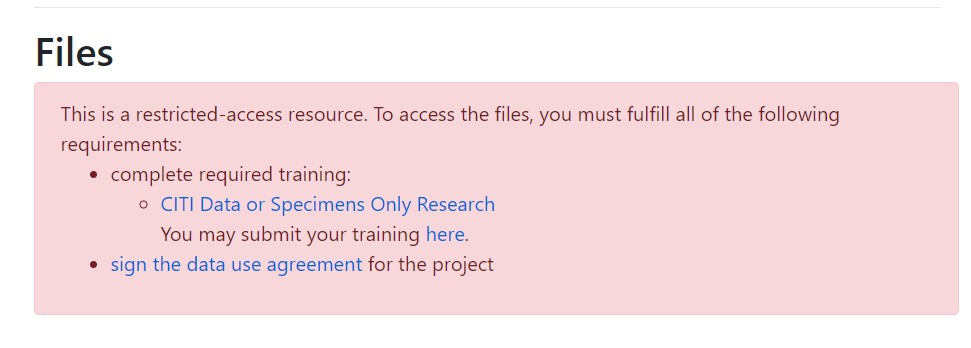 Files
This is a restricted-access resource. To access the files, you must fulfill all of the following
requirements:
complete required training:
CITI Data or Specimens Only Research
You may submit your training here.
sign the data use agreement for the project